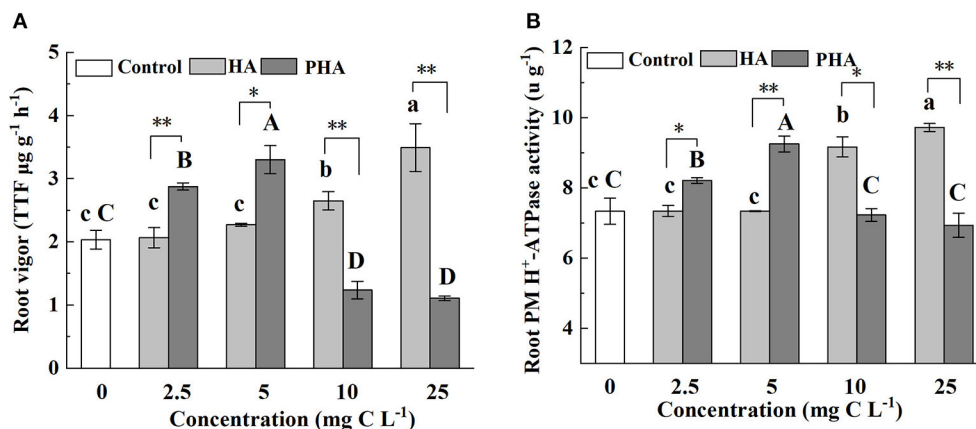 A
Root vigor (TTF µg g⁻¹ h⁻¹)
5
4
3
2
1
0
Control HA PHA
c C
c
**
B
c
*
A
b
**
D
a
**
D
0 2.5 5 10 25
Concentration (mg C L⁻¹)
B
Root PM H⁺-ATPase activity (u g⁻¹)
12
10
8
6
4
Control HA PHA
c C
c
*
B
c
**
A
b
*
C
a
**
C
0 2.5 5 10 25
Concentration (mg C L⁻¹)